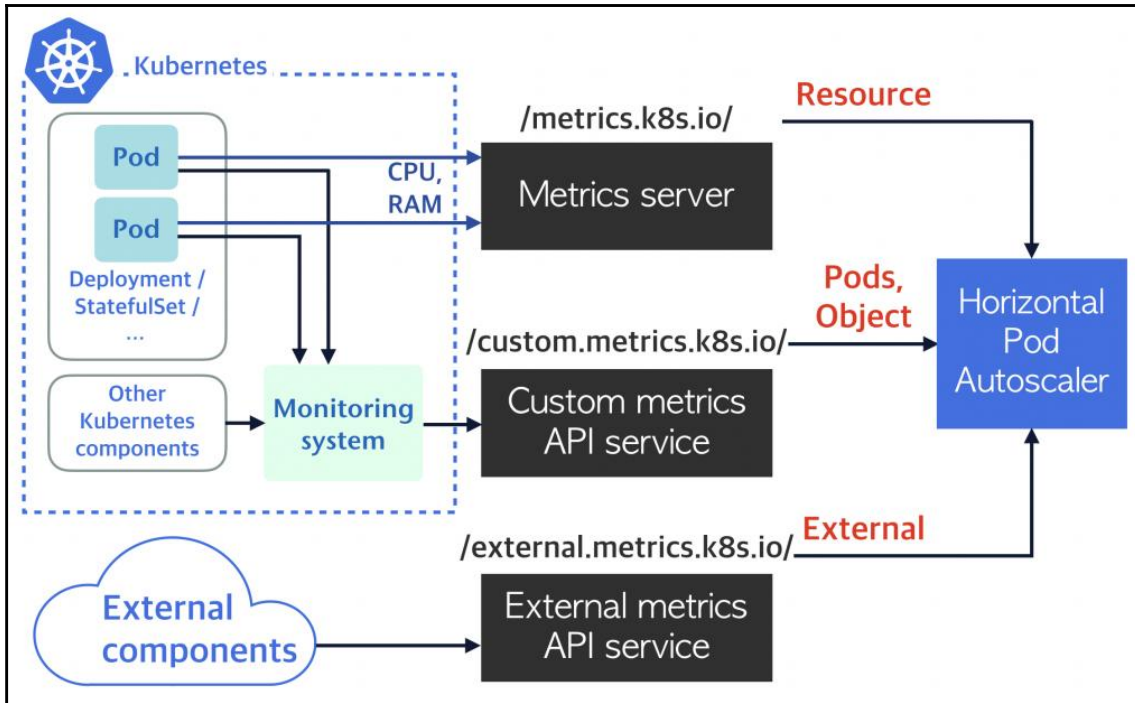 Kubernetes
Pod
Pod
CPU,
RAM
Deployment /
StatefulSet /
...
Other
Kubernetes
components
Monitoring
system
External
components
/metrics.k8s.io/
Metrics server
/custom.metrics.k8s.io/
Custom metrics
API service
/external.metrics.k8s.io/
External metrics
API service
Resource
Pods,
Object
External
Horizontal
Pod
Autoscaler